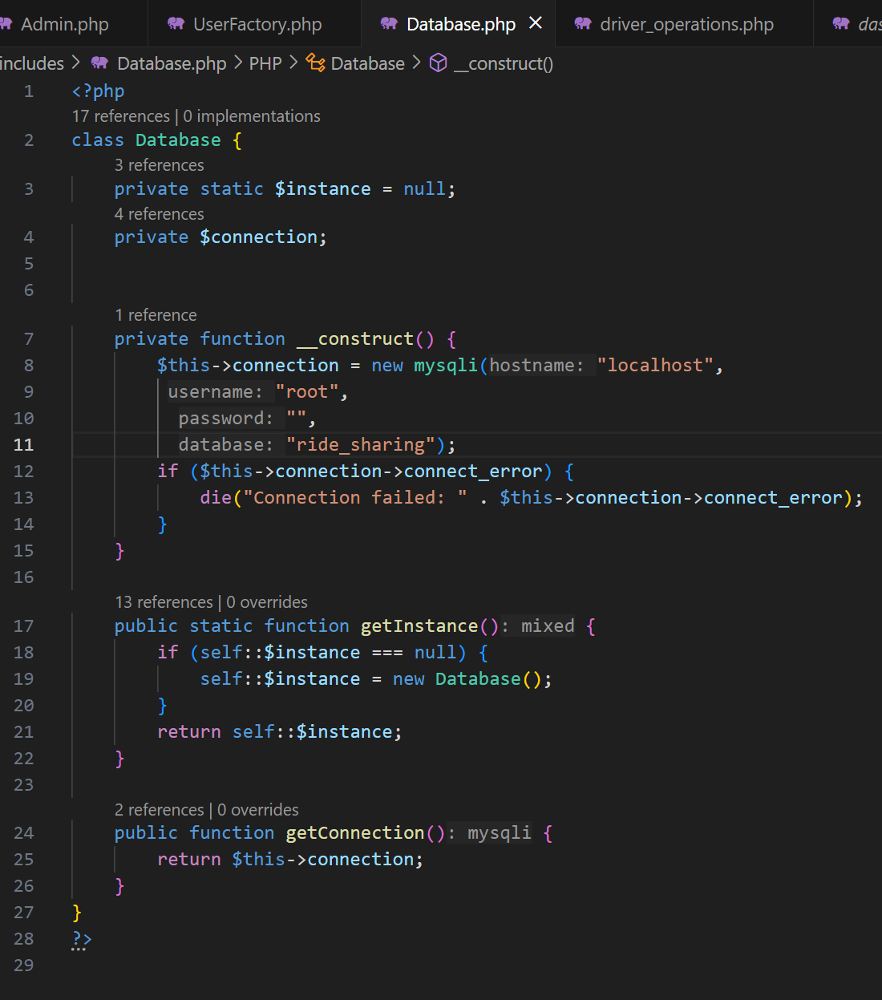 Admin.php UserFactory.php Database.php driver_operations.php das
includes > Database.php > PHP > Database > __construct()
1 <?php
17 references | 0 implementations
2 class Database {
3 references
3 private static $instance = null;
4 references
4 private $connection;
5
6
1 reference
7 private function __construct() {
8 $this->connection = new mysqli(hostname: "localhost",
9 username: "root",
10 password: "",
11 database: "ride_sharing");
12 if ($this->connection->connect_error) {
13 die("Connection failed: " . $this->connection->connect_error);
14 }
15 }
16
13 references | 0 overrides
17 public static function getInstance(): mixed {
18 if (self::$instance === null) {
19 self::$instance = new Database();
20 }
21 return self::$instance;
22 }
23
2 references | 0 overrides
24 public function getConnection(): mysqli {
25 return $this->connection;
26 }
27 }
28 ?>
29